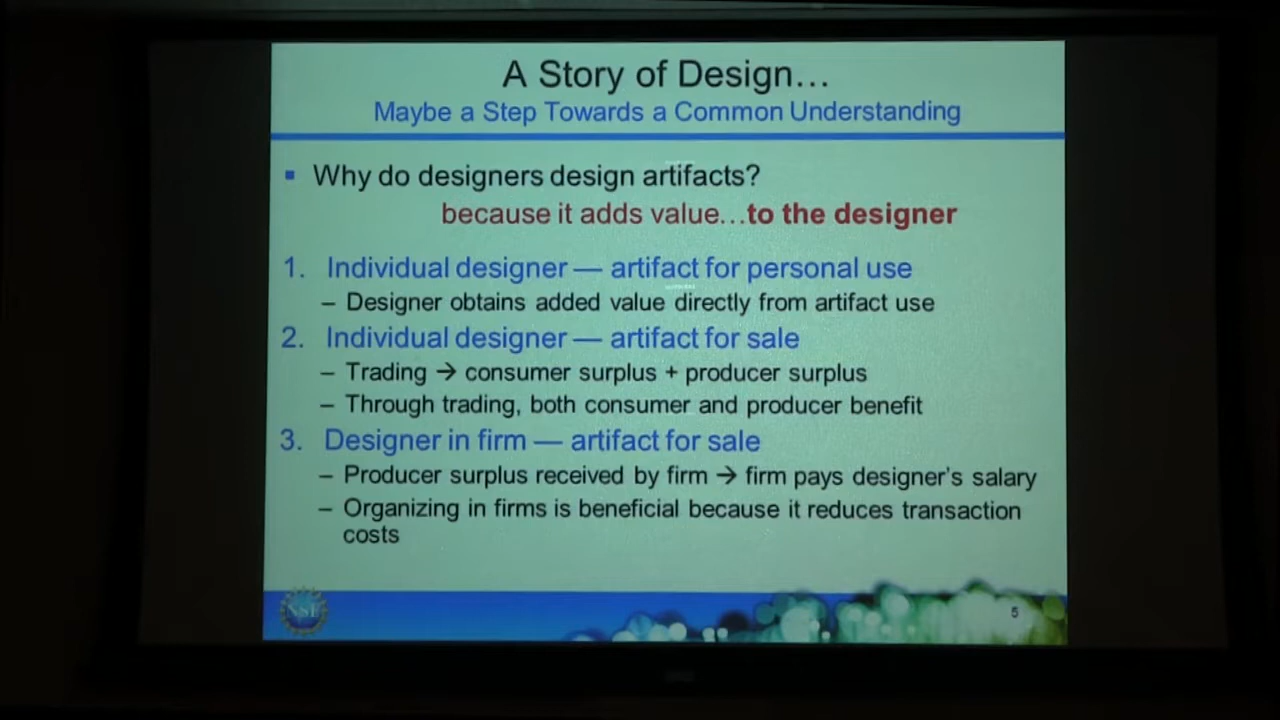 A Story of Design…
Maybe a Step Towards a Common Understanding
▪ Why do designers design artifacts?
because it adds value…to the designer
1. Individual designer — artifact for personal use
– Designer obtains added value directly from artifact use
2. Individual designer — artifact for sale
– Trading → consumer surplus + producer surplus
– Through trading, both consumer and producer benefit
3. Designer in firm — artifact for sale
– Producer surplus received by firm → firm pays designer's salary
– Organizing in firms is beneficial because it reduces transaction
costs
NSF
5